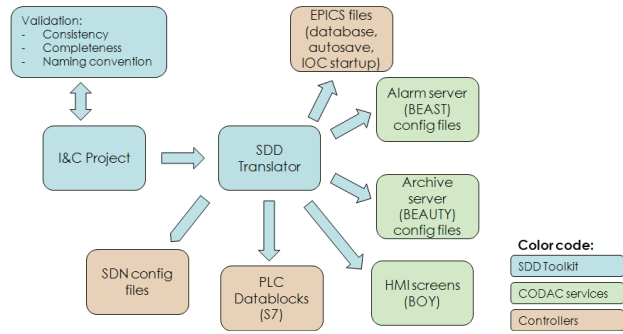 Validation:
- Consistency
- Completeness
- Naming convention
EPICS files
(database,
autosave,
IOC startup)
Alarm server
(BEAST)
config files
I&C Project
SDD
Translator
Archive
server
(BEAUTY)
config files
SDN config
files
PLC
Datablocks
(S7)
HMI screens
(BOY)
Color code:
SDD Toolkit
CODAC services
Controllers